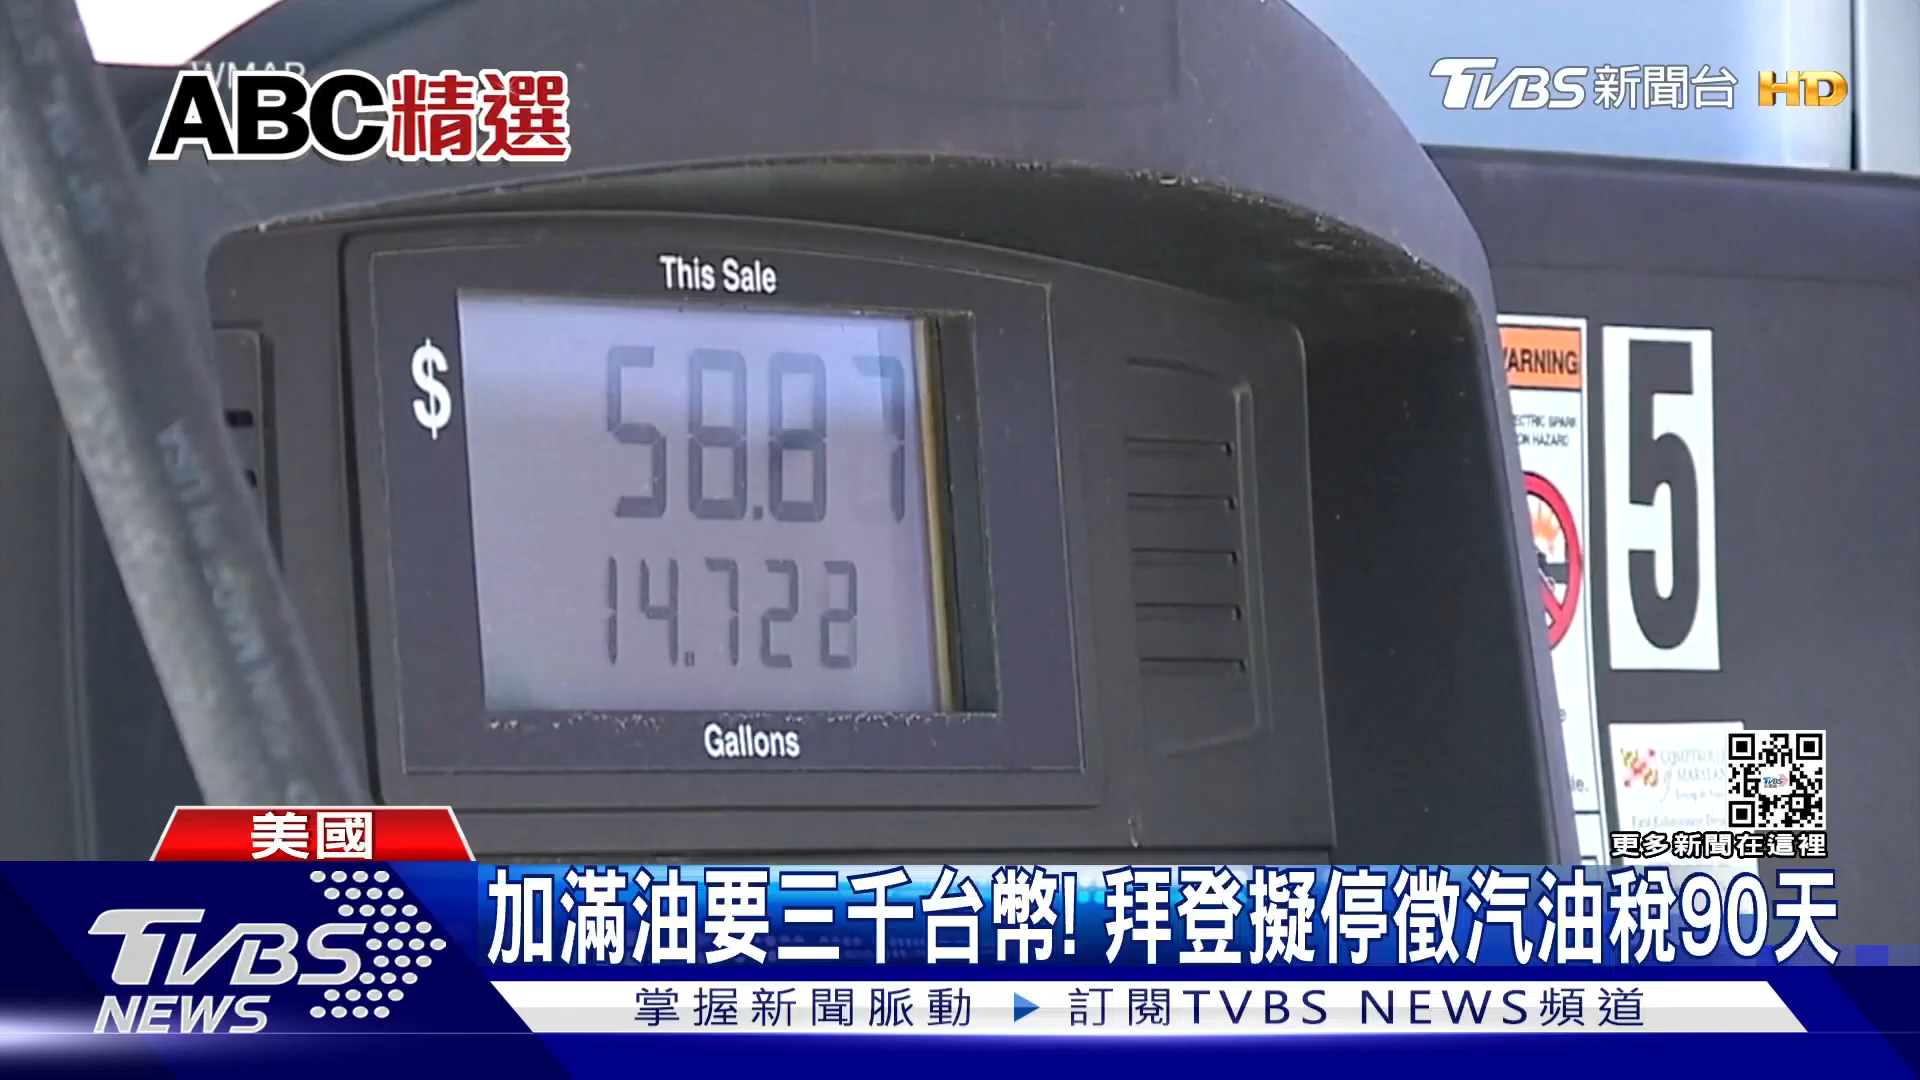 WMAR
ABC精選
TVBS新聞台 HD
This Sale
$
58.87
14.722
Gallons
WARNING
5
更多新聞在這裡
美國
加滿油要三千台幣! 拜登擬停徵汽油稅90天
TVBS NEWS
掌握新聞脈動 ▶ 訂閱TVBS NEWS頻道